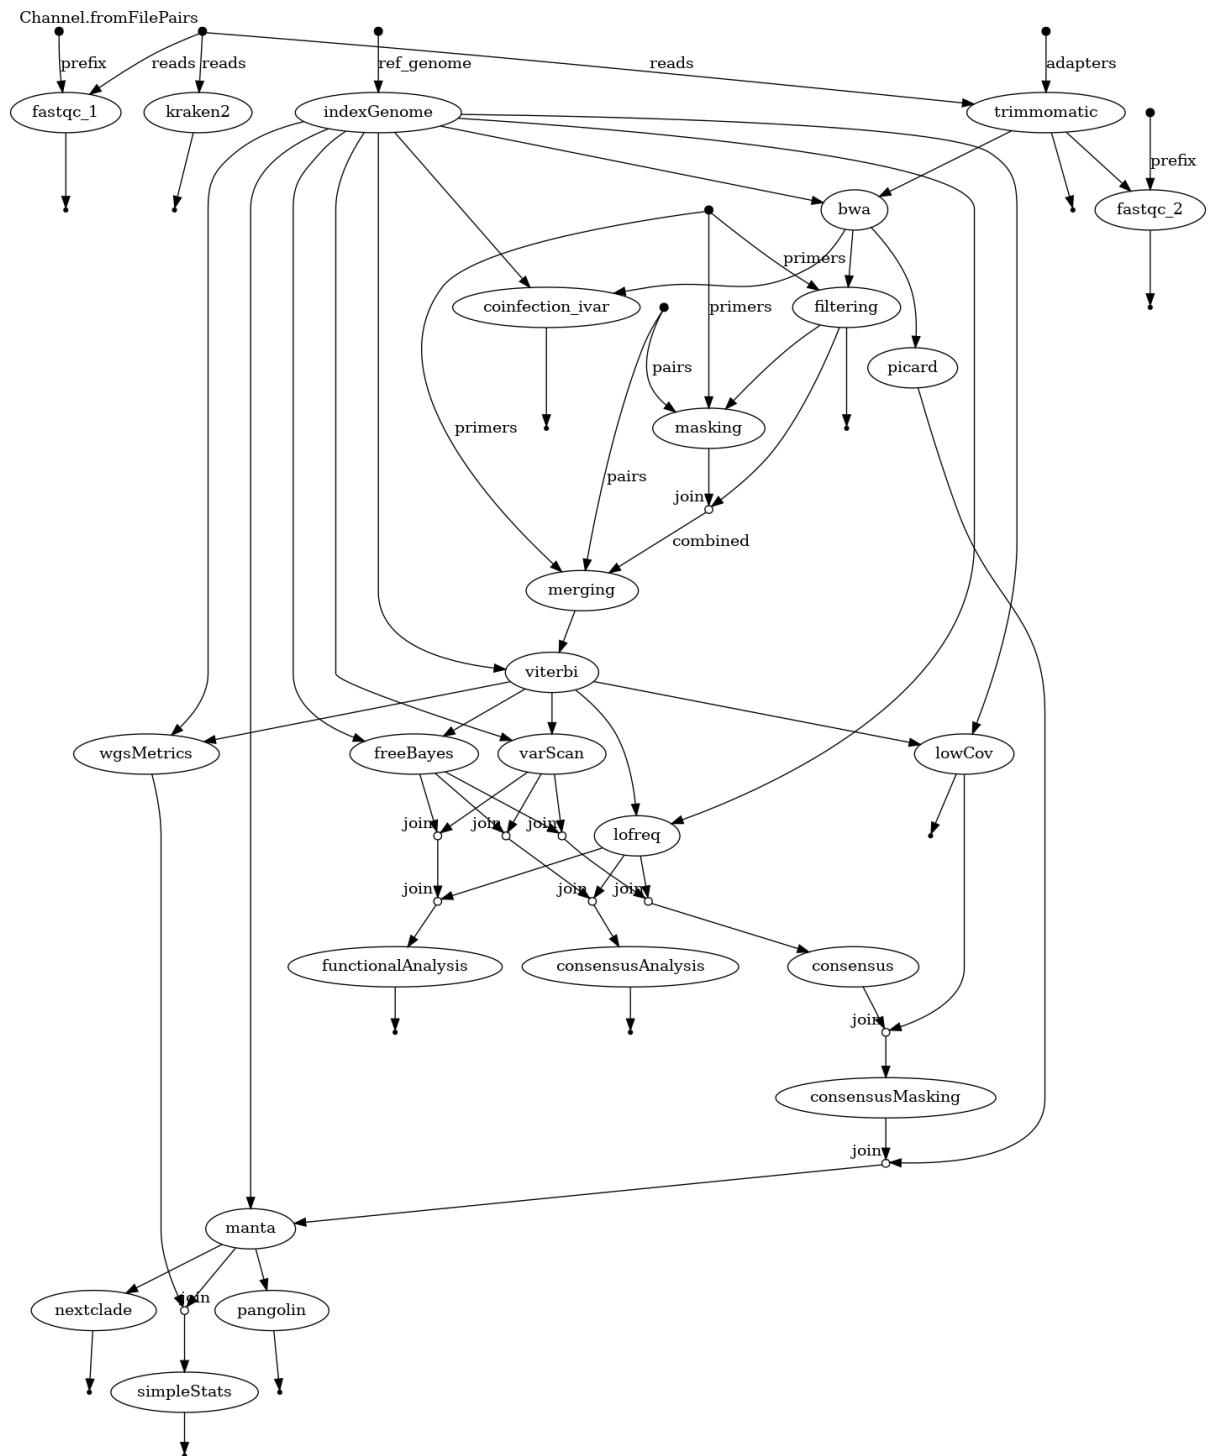 Channel.fromFilePairs
prefix
reads
reads
ref_genome
reads
adapters
fastqc_1
kraken2
indexGenome
trimmomatic
prefix
bwa
fastqc_2
primers
coinfection_ivar
primers
filtering
pairs
picard
primers
masking
pairs
join
combined
merging
viterbi
wgsMetrics
freeBayes
varScan
lowCov
join
join
join
lofreq
join
join
join
functionalAnalysis
consensusAnalysis
consensus
join
consensusMasking
join
manta
nextclade
join
pangolin
simpleStats